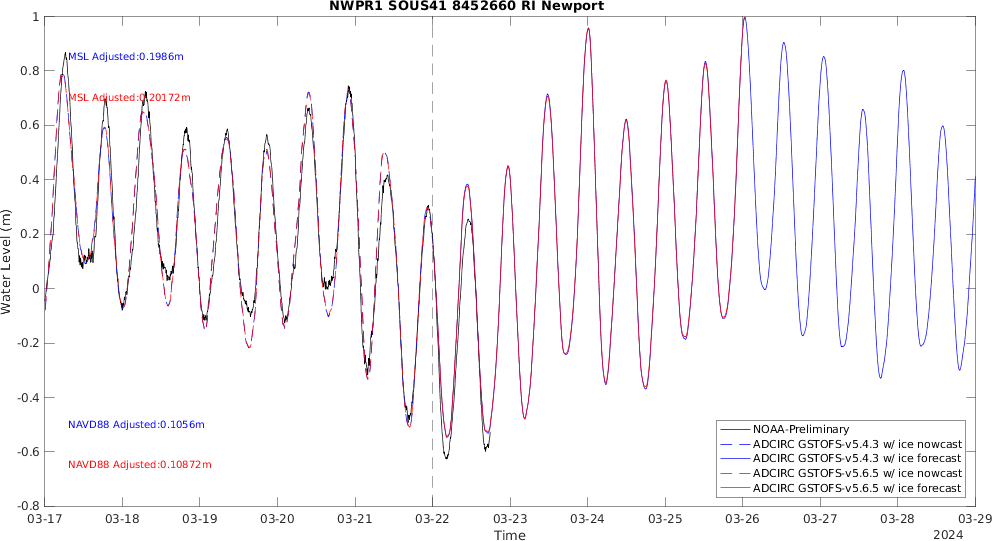 NWPR1 SOUS41 8452660 RI Newport
MSL Adjusted:0.1986m
MSL Adjusted:0.20172m
NAVD88 Adjusted:0.1056m
NAVD88 Adjusted:0.10872m
Water Level (m)
1
0.8
0.6
0.4
0.2
0
-0.2
-0.4
-0.6
-0.8
NOAA-Preliminary
ADCIRC GSTOFS-v5.4.3 w/ ice nowcast
ADCIRC GSTOFS-v5.4.3 w/ ice forecast
ADCIRC GSTOFS-v5.6.5 w/ ice nowcast
ADCIRC GSTOFS-v5.6.5 w/ ice forecast
03-17 03-18 03-19 03-20 03-21 03-22 03-23 03-24 03-25 03-26 03-27 03-28 03-29
Time
2024